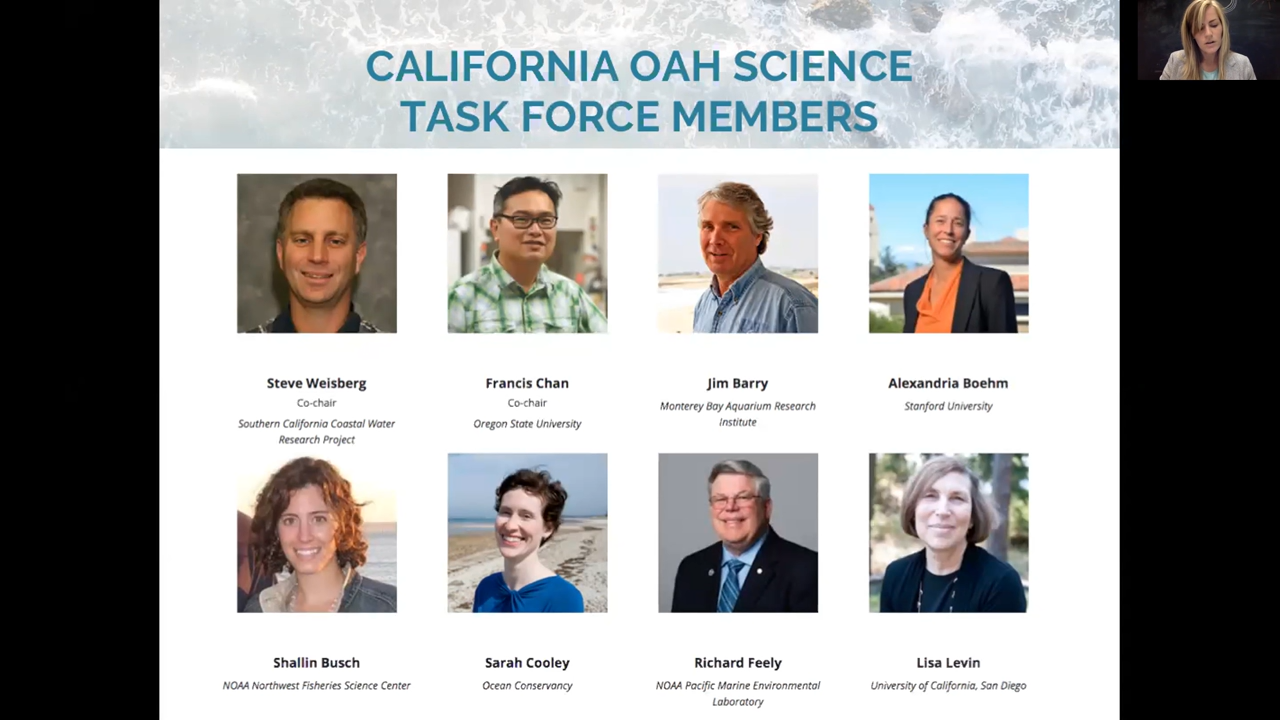 CALIFORNIA OAH SCIENCE
TASK FORCE MEMBERS
Steve Weisberg
Co-chair
Southern California Coastal Water
Research Project
Francis Chan
Co-chair
Oregon State University
Jim Barry
Monterey Bay Aquarium Research
Institute
Alexandria Boehm
Stanford University
Shallin Busch
NOAA Northwest Fisheries Science Center
Sarah Cooley
Ocean Conservancy
Richard Feely
NOAA Pacific Marine Environmental
Laboratory
Lisa Levin
University of California, San Diego